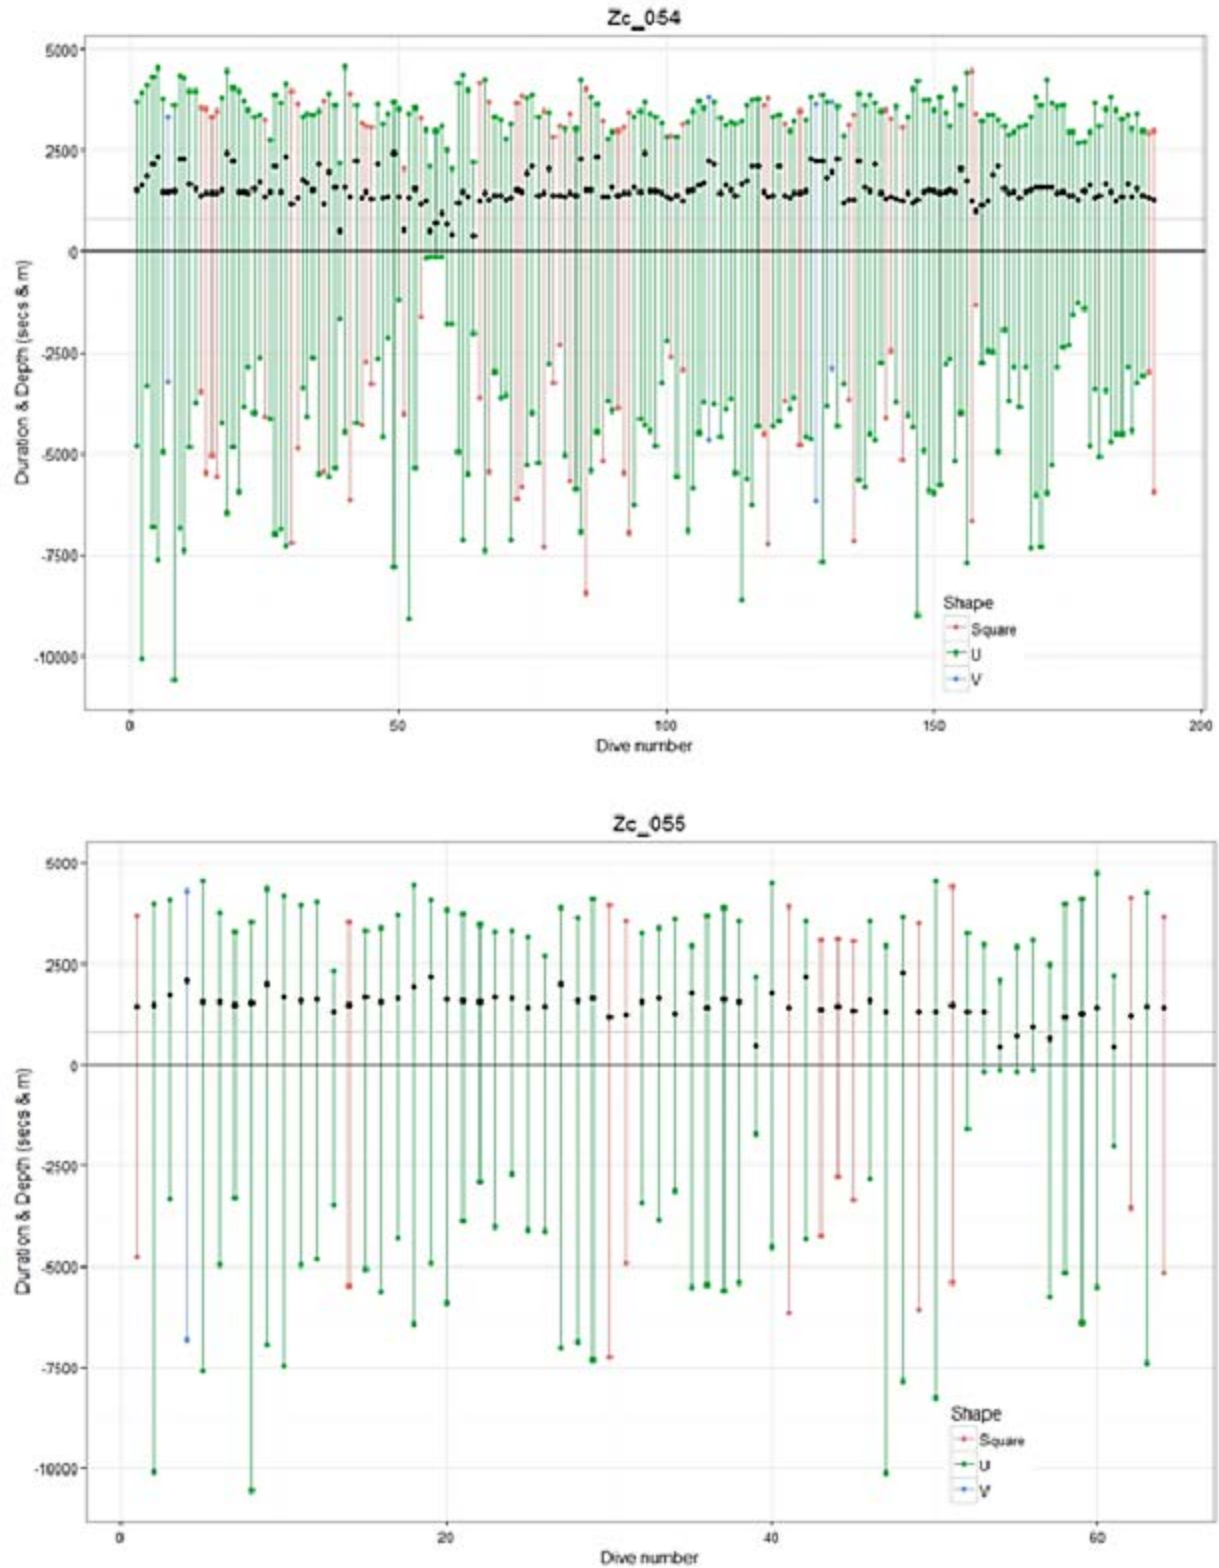 Zc_054
Duration & Depth (secs & m)
5000
2500
0
-2500
-5000
-7500
-10000
Shape
Square
U
V
0 50 100 150 200
Dive number
Zc_055
Duration & Depth (secs & m)
5000
2500
0
-2500
-5000
-7500
-10000
Shape
Square
U
V
0 20 40 60
Dive number